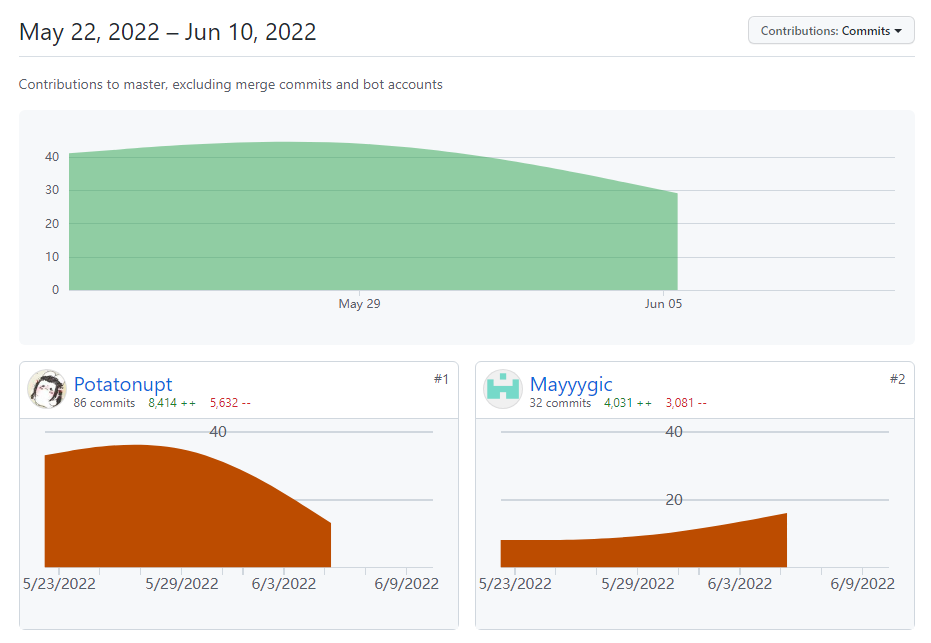 May 22, 2022 – Jun 10, 2022
Contributions: Commits
Contributions to master, excluding merge commits and bot accounts
40
30
20
10
0
May 29 Jun 05
Potatonupt #1
86 commits 8,414 ++ 5,632 --
40
5/23/2022 5/29/2022 6/3/2022 6/9/2022
Mayyygic #2
32 commits 4,031 ++ 3,081 --
40
20
5/23/2022 5/29/2022 6/3/2022 6/9/2022